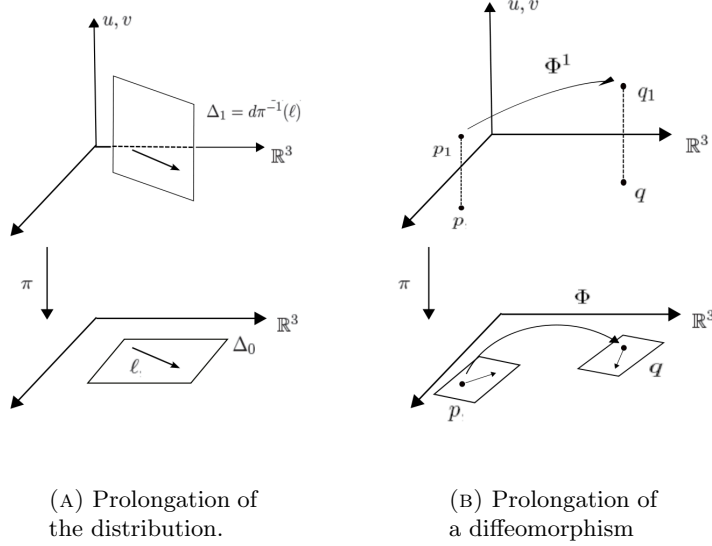 u, v
Δ₁ = dπ⁻¹(ℓ)
ℝ³
π
ℝ³
Δ₀
ℓ.
(A) Prolongation of
the distribution.
u, v
Φ¹
p₁
q₁
ℝ³
p.
q
π
Φ
ℝ³
p.
q
(B) Prolongation of
a diffeomorphism